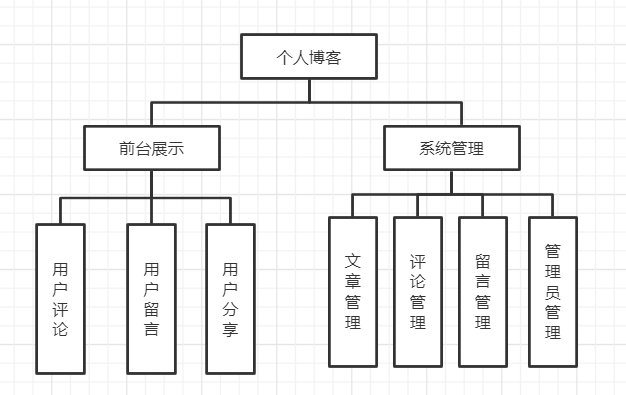 个人博客
前台展示
系统管理
用户评论
用户留言
用户分享
文章管理
评论管理
留言管理
管理员管理